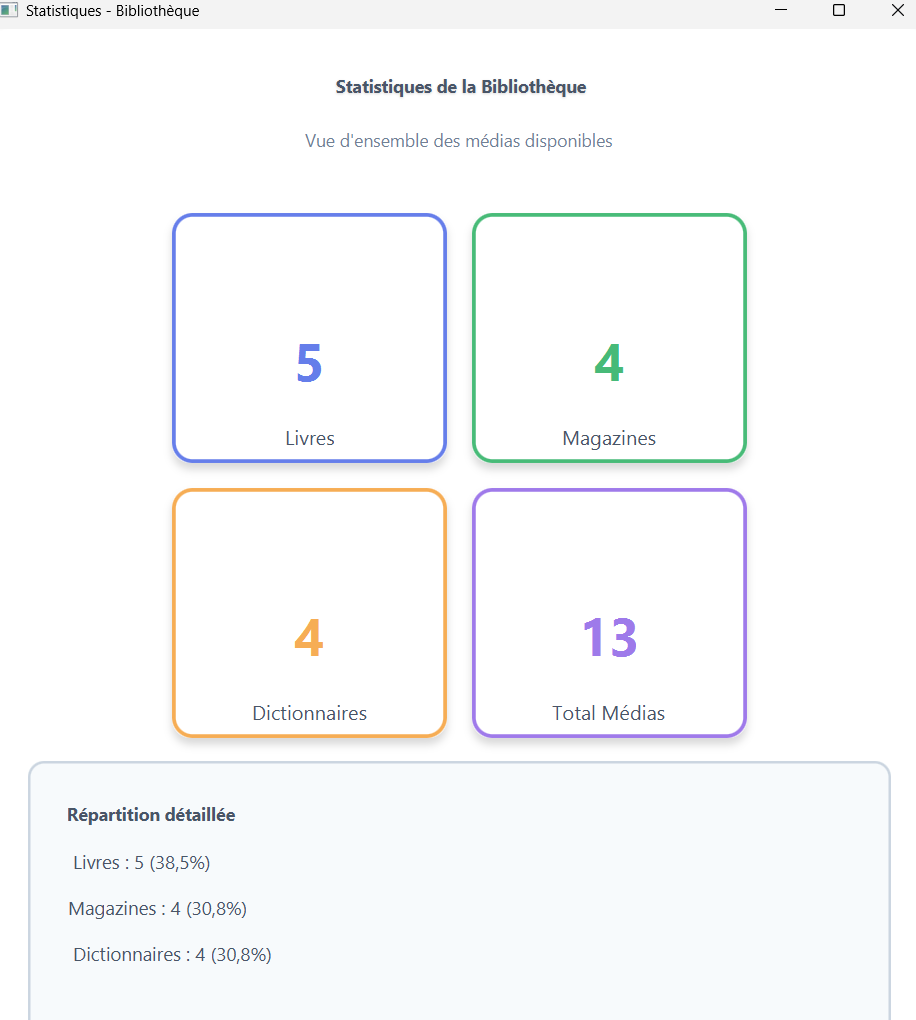 Statistiques - Bibliothèque
Statistiques de la Bibliothèque
Vue d'ensemble des médias disponibles
5
Livres
4
Magazines
4
Dictionnaires
13
Total Médias
Répartition détaillée
Livres : 5 (38,5%)
Magazines : 4 (30,8%)
Dictionnaires : 4 (30,8%)